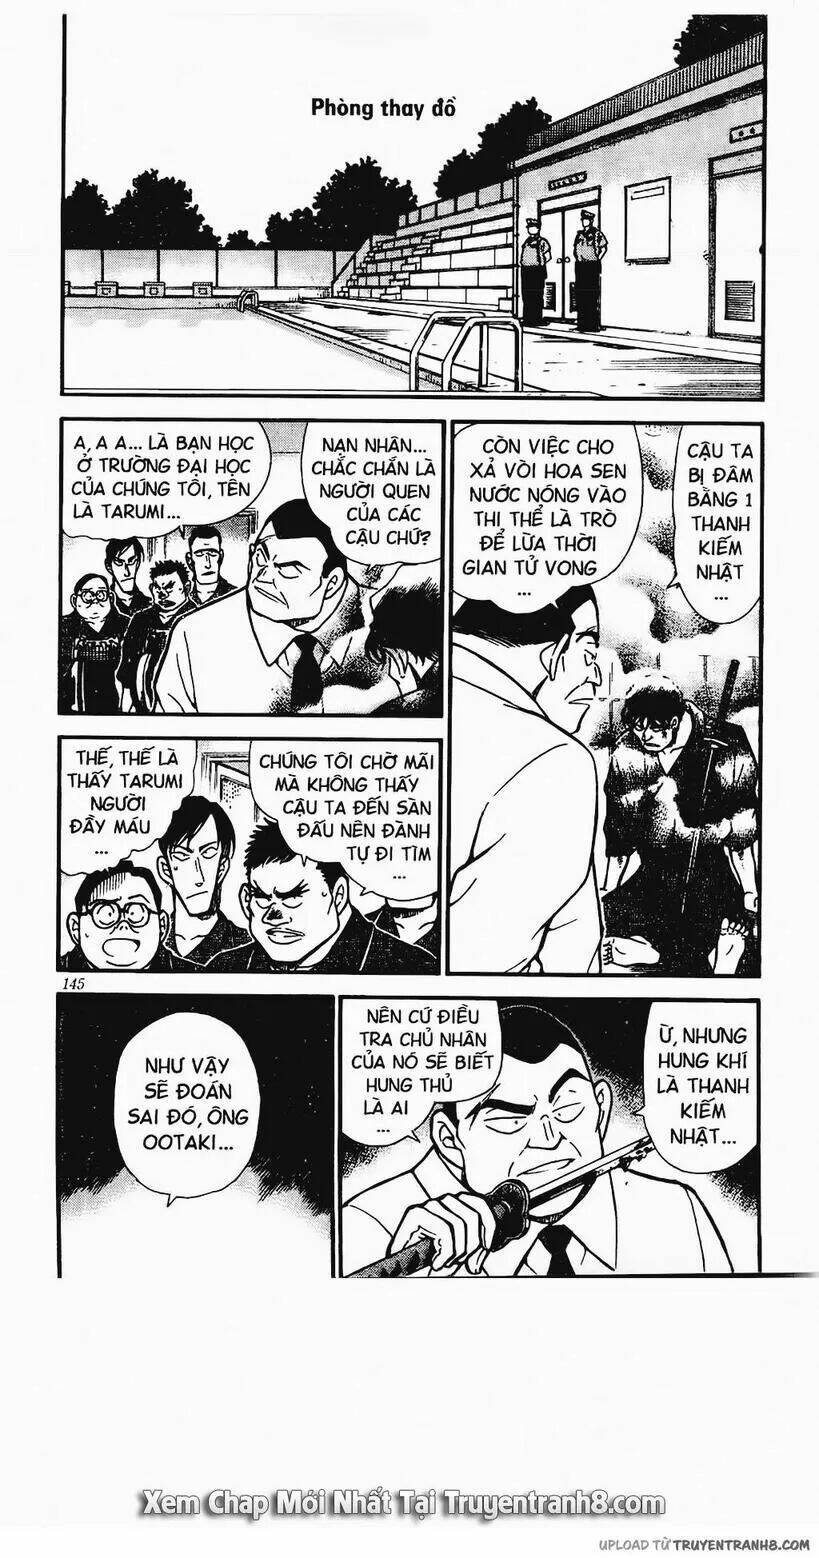 Phòng thay đồ
CẬU TA
BỊ ĐÂM
BẰNG 1
THANH
KIẾM
NHẬT
...
CÒN VIỆC CHO
XẢ VÒI HOA SEN
NƯỚC NÓNG VÀO
THI THỂ LÀ TRÒ
ĐỂ LỪA THỜI
GIAN TỬ VONG
...
NẠN NHÂN...
CHẮC CHẮN LÀ
NGƯỜI QUEN
CỦA CÁC
CẬU CHỨ?
A, A A... LÀ BẠN HỌC
Ở TRƯỜNG ĐẠI HỌC
CỦA CHÚNG TÔI, TÊN
LÀ TARUMI...
CHÚNG TÔI CHỜ MÃI
MÀ KHÔNG THẤY
CẬU TA ĐẾN SÀN
ĐẤU NÊN ĐÀNH
TỰ ĐI TÌM
...
THẾ, THẾ LÀ
THẤY TARUMI
NGƯỜI
ĐẦY MÁU
...
145
Ừ, NHƯNG
HUNG KHÍ
LÀ THANH
KIẾM
NHẬT...
NÊN CỨ ĐIỀU
TRA CHỦ NHÂN
CỦA NÓ SẼ BIẾT
HUNG THỦ
LÀ AI
...
NHƯ VẬY
SẼ ĐOÁN
SAI ĐÓ, ÔNG
OOTAKI...
Xem Chap Mới Nhất Tại Truyentranh8.com
UPLOAD TỪ TRUYENTRANH8.COM